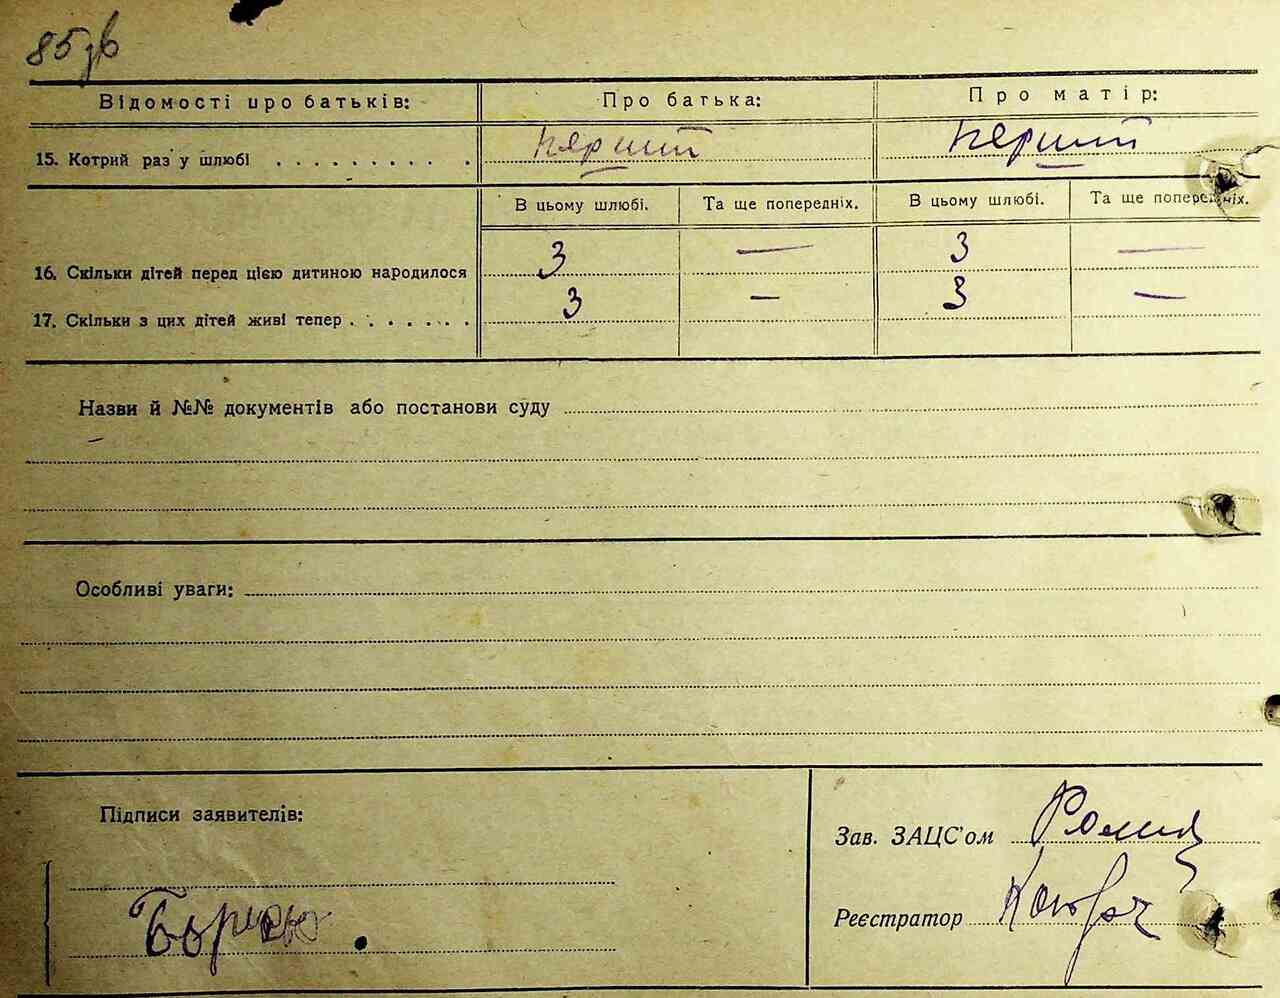 85зв
Відомості про батьків: Про батька: Про матір:
15. Котрий раз у шлюбі . . . . . . . . . . перший перший
В цьому шлюбі. Та ще попередніх. В цьому шлюбі. Та ще попередніх.
16. Скільки дітей перед цією дитиною народилося 3 — 3 —
17. Скільки з цих дітей живі тепер . . . . . . . 3 — 3 —
Назви й №№ документів або постанови суду
—
Особливі уваги:
Підписи заявителів:
Зав. ЗАЦС'ом
Реєстратор